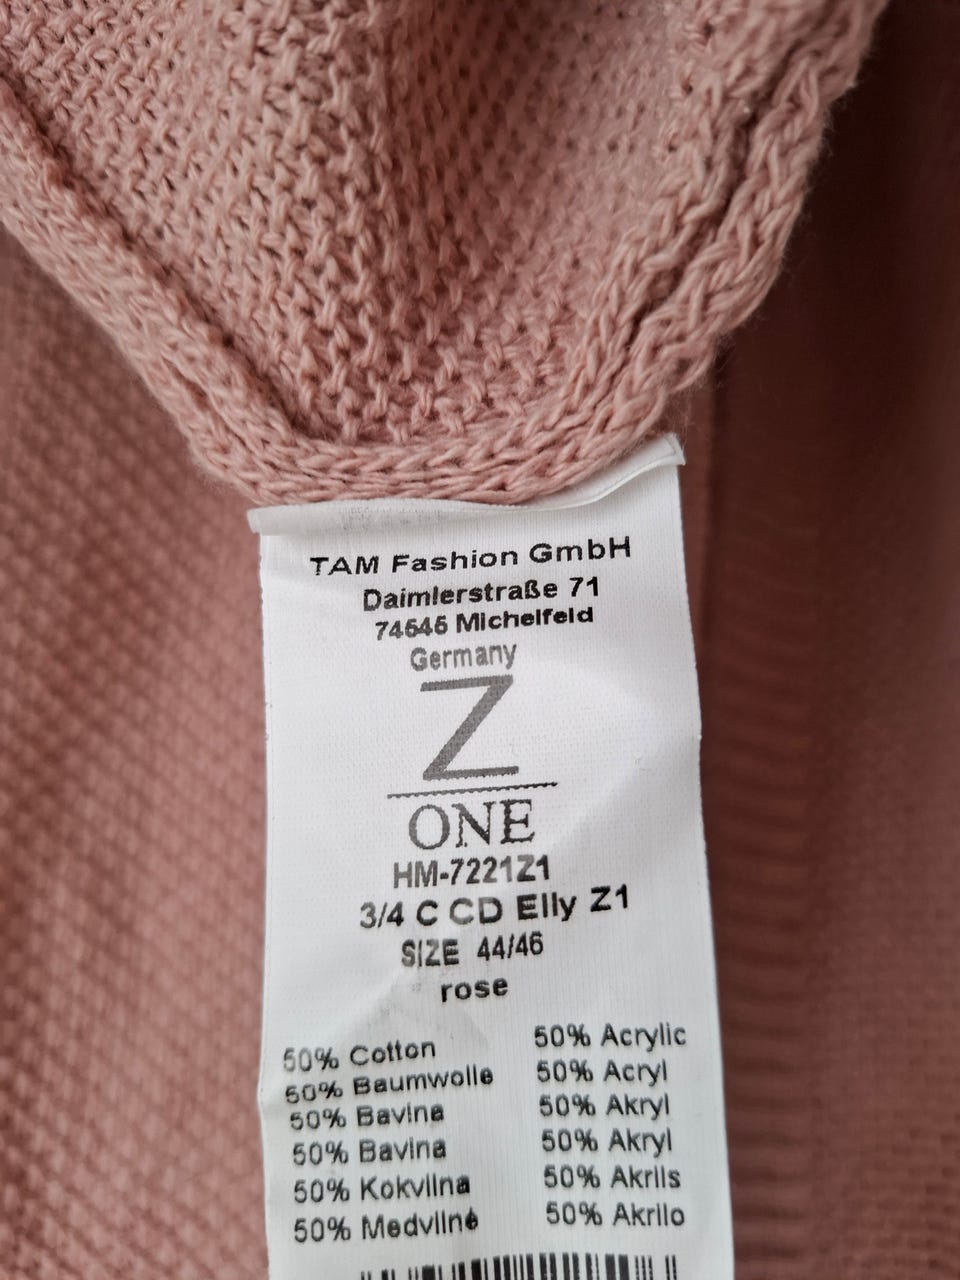 TAM Fashion GmbH
Daimlerstraße 71
74545 Michelfeld
Germany
Z
ONE
HM-7221Z1
3/4 C CD Elly Z1
SIZE 44/46
rose
50% Cotton 50% Acrylic
50% Baumwolle 50% Acryl
50% Bavlna 50% Akryl
50% Bavlna 50% Akryl
50% Kokvilna 50% Akrils
50% Medvilnė 50% Akrilo